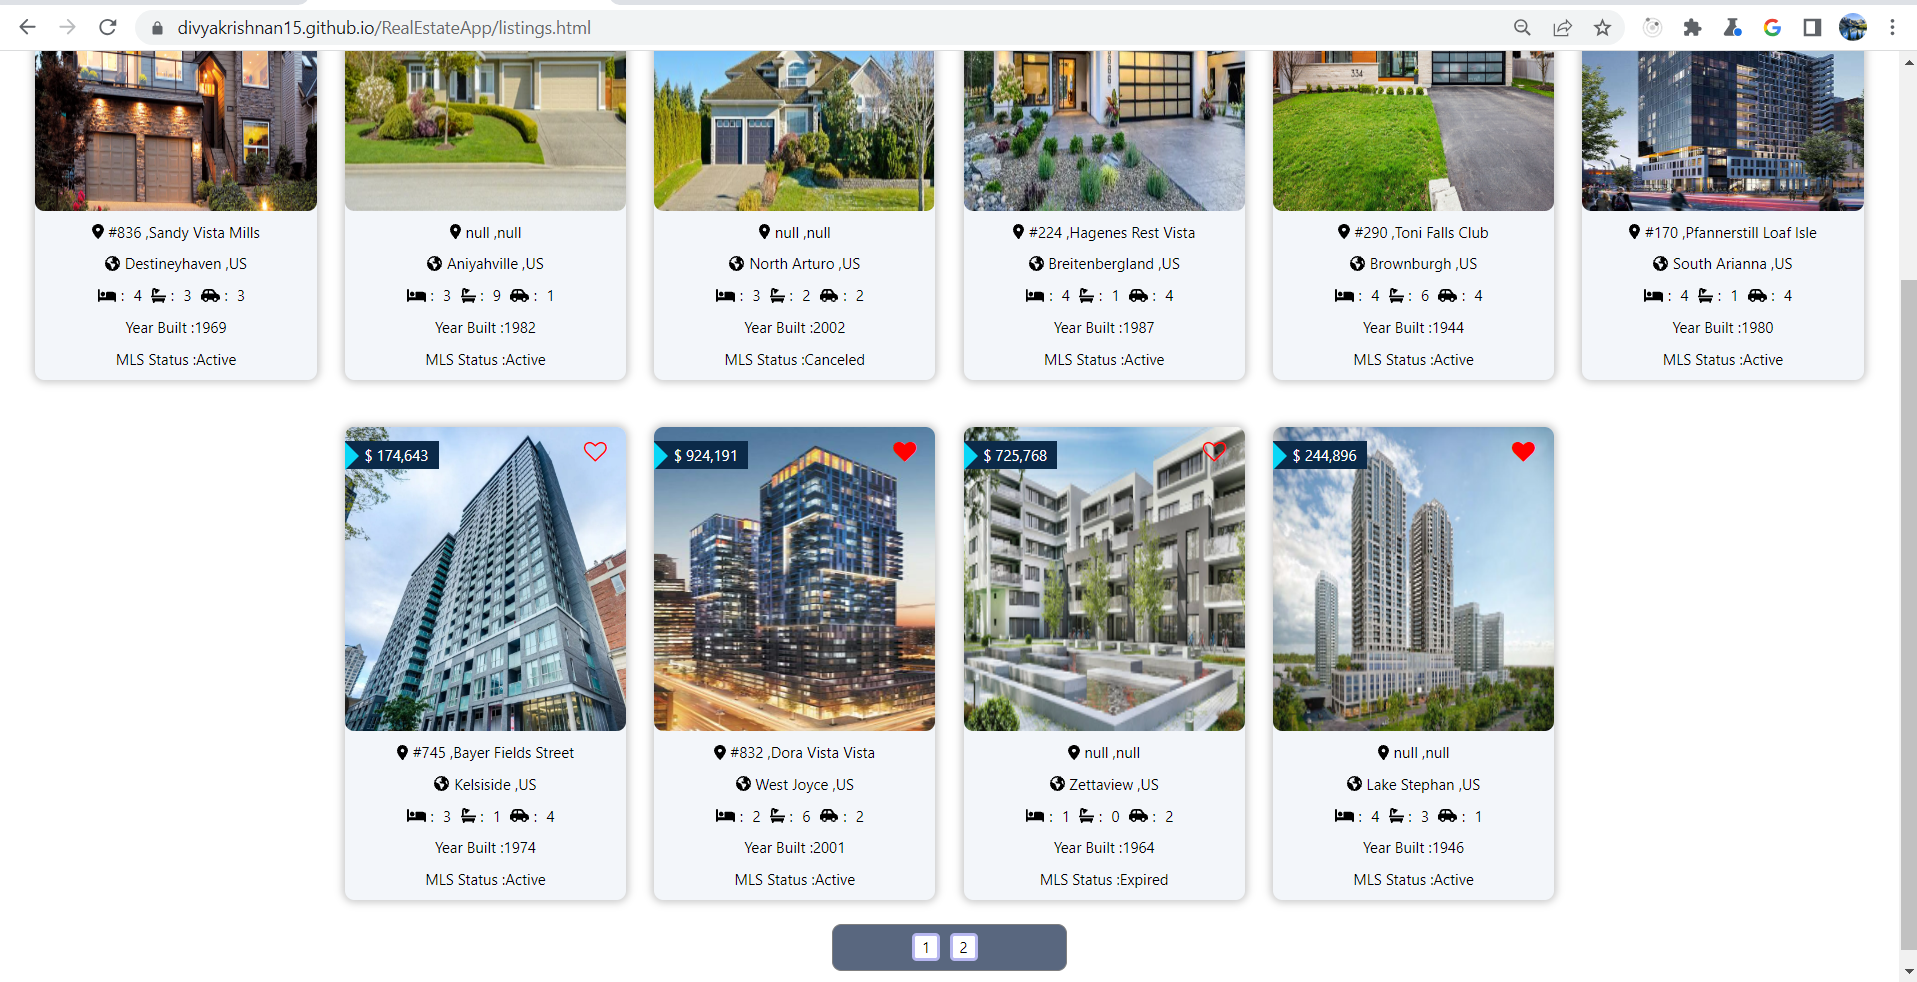 divyakrishnan15.github.io/RealEstateApp/listings.html
334
#836 ,Sandy Vista Mills
Destineyhaven ,US
: 4 : 3 : 3
Year Built :1969
MLS Status :Active
null ,null
Aniyahville ,US
: 3 : 9 : 1
Year Built :1982
MLS Status :Active
null ,null
North Arturo ,US
: 3 : 2 : 2
Year Built :2002
MLS Status :Canceled
#224 ,Hagenes Rest Vista
Breitenbergland ,US
: 4 : 1 : 4
Year Built :1987
MLS Status :Active
#290 ,Toni Falls Club
Brownburgh ,US
: 4 : 6 : 4
Year Built :1944
MLS Status :Active
#170 ,Pfannerstill Loaf Isle
South Arianna ,US
: 4 : 1 : 4
Year Built :1980
MLS Status :Active
$ 174,643
#745 ,Bayer Fields Street
Kelsiside ,US
: 3 : 1 : 4
Year Built :1974
MLS Status :Active
$ 924,191
#832 ,Dora Vista Vista
West Joyce ,US
: 2 : 6 : 2
Year Built :2001
MLS Status :Active
$ 725,768
null ,null
Zettaview ,US
: 1 : 0 : 2
Year Built :1964
MLS Status :Expired
$ 244,896
null ,null
Lake Stephan ,US
: 4 : 3 : 1
Year Built :1946
MLS Status :Active
1 2